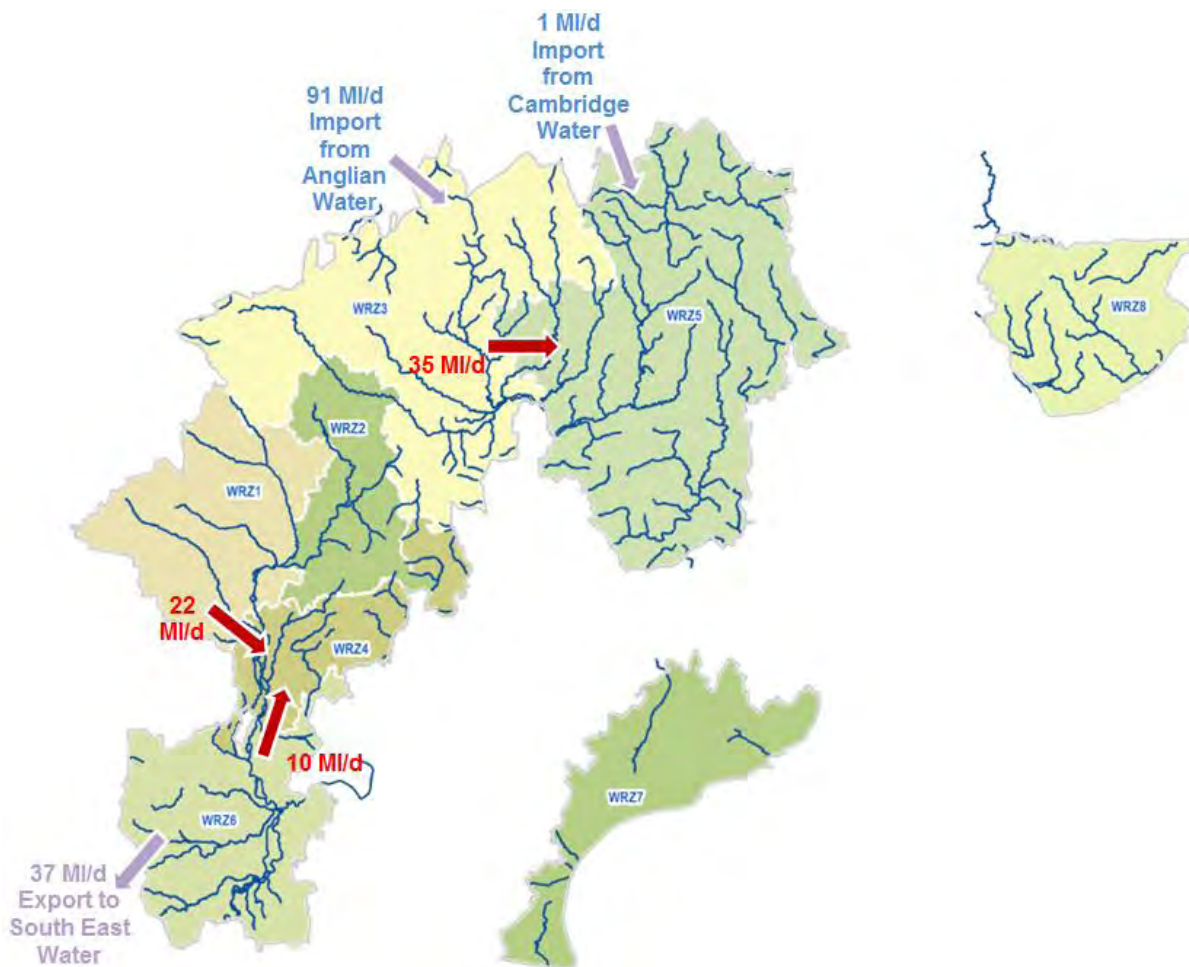 1 Ml/d
Import
from
Cambridge
Water
91 Ml/d
Import
from
Anglian
Water
WRZ3
WRZ5
WRZ8
35 Ml/d
WRZ2
WRZ1
22
Ml/d
WRZ4
10 Ml/d
WRZ7
WRZ6
37 Ml/d
Export to
South East
Water